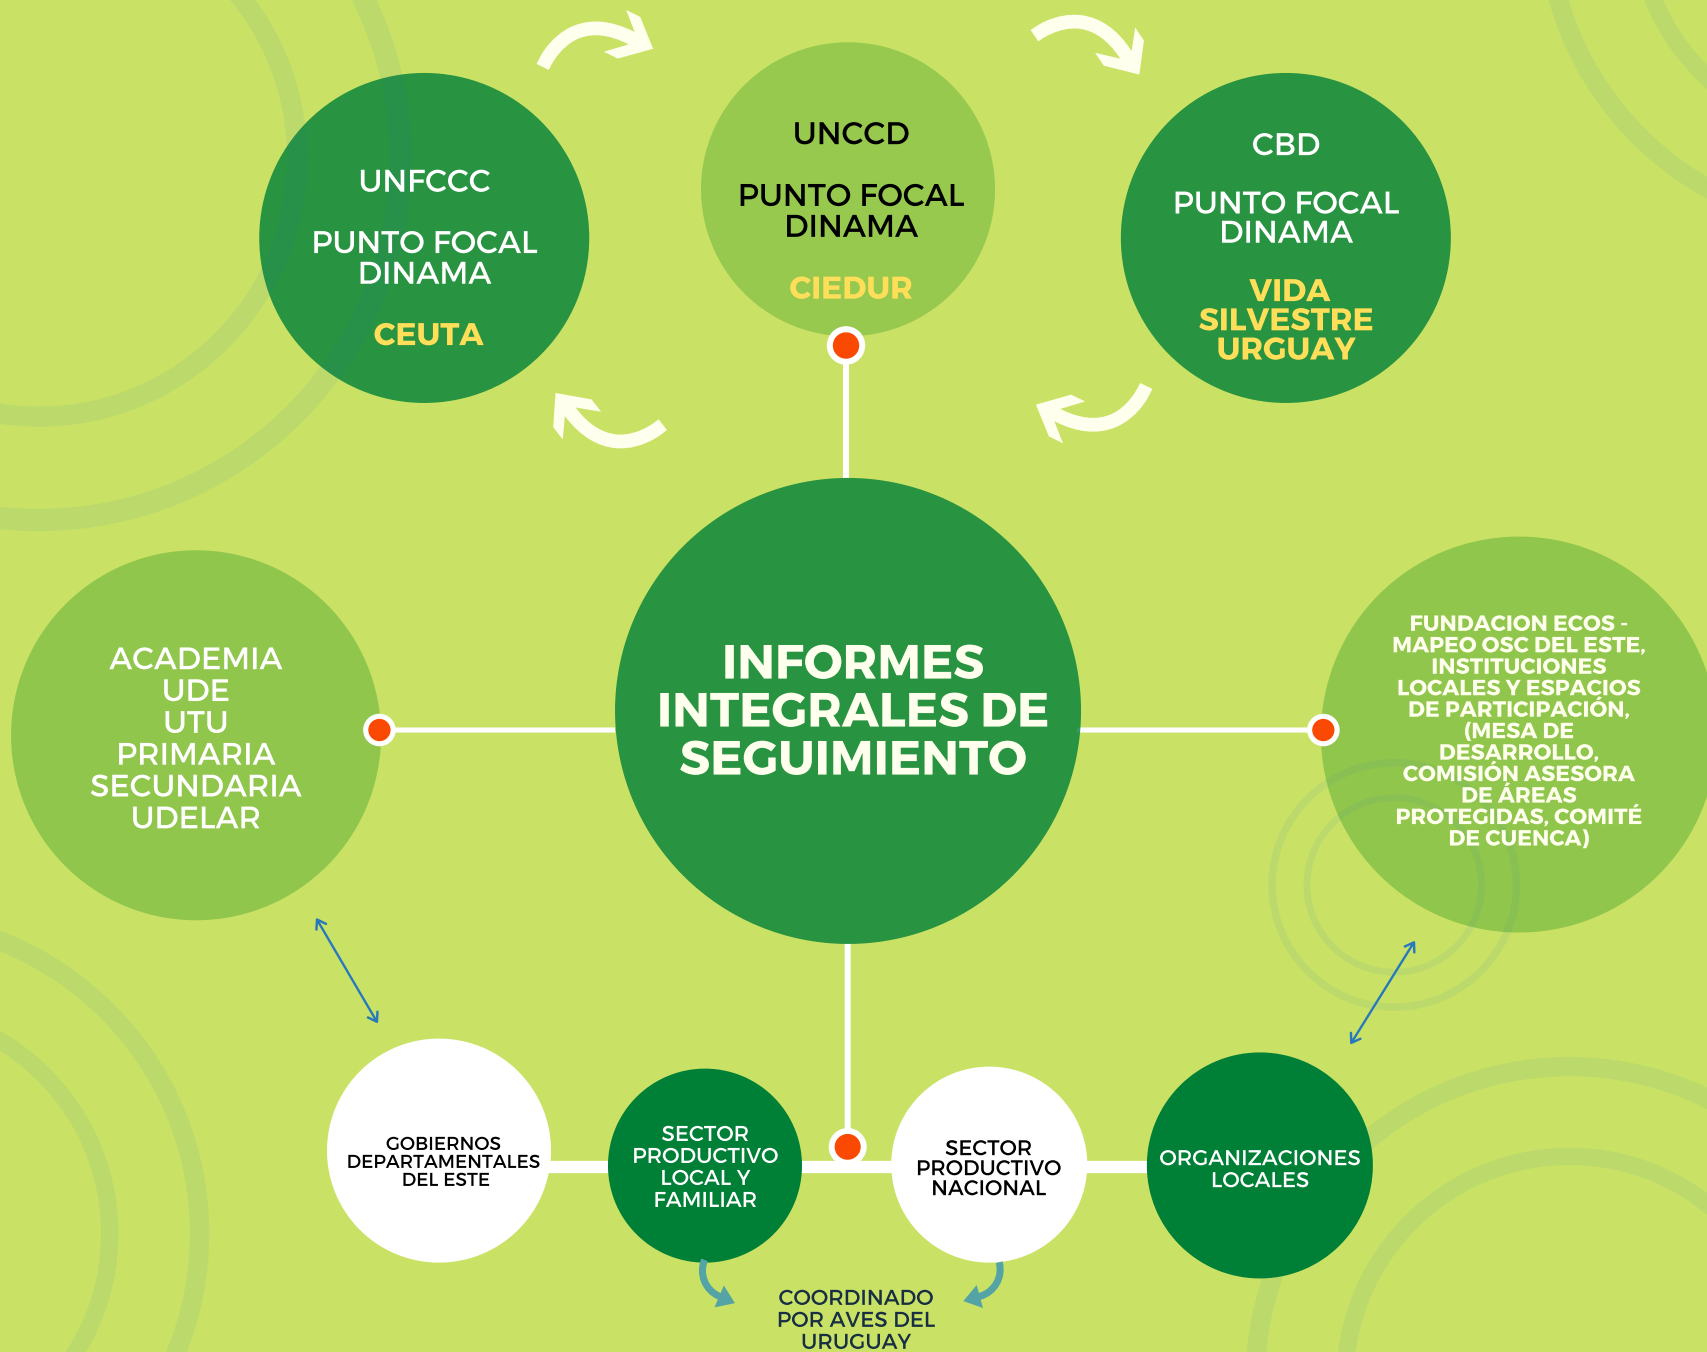 UNFCCC
PUNTO FOCAL
DINAMA
CEUTA
UNCCD
PUNTO FOCAL
DINAMA
CIEDUR
CBD
PUNTO FOCAL
DINAMA
VIDA
SILVESTRE
URGUAY
ACADEMIA
UDE
UTU
PRIMARIA
SECUNDARIA
UDELAR
INFORMES
INTEGRALES DE
SEGUIMIENTO
FUNDACION ECOS -
MAPEO OSC DEL ESTE,
INSTITUCIONES
LOCALES Y ESPACIOS
DE PARTICIPACIÓN,
(MESA DE
DESARROLLO,
COMISIÓN ASESORA
DE ÁREAS
PROTEGIDAS, COMITÉ
DE CUENCA)
GOBIERNOS
DEPARTAMENTALES
DEL ESTE
SECTOR
PRODUCTIVO
LOCAL Y
FAMILIAR
SECTOR
PRODUCTIVO
NACIONAL
ORGANIZACIONES
LOCALES
COORDINADO
POR AVES DEL
URUGUAY